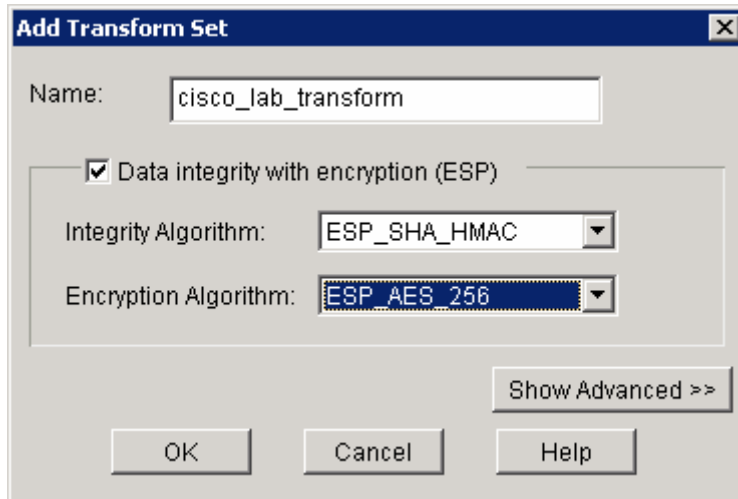 Add Transform Set
Name: cisco_lab_transform
Data integrity with encryption (ESP)
Integrity Algorithm: ESP_SHA_HMAC
Encryption Algorithm: ESP_AES_256
Show Advanced >>
OK Cancel Help